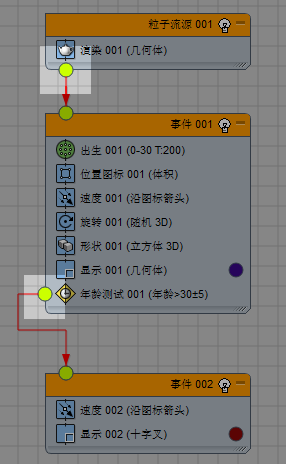 粒子流源 001
渲染 001 (几何体)
事件 001
出生 001 (0-30 T:200)
位置图标 001 (体积)
速度 001 (沿图标箭头)
旋转 001 (随机 3D)
形状 001 (立方体 3D)
显示 001 (几何体)
年龄测试 001 (年龄>30±5)
事件 002
速度 002 (沿图标箭头)
显示 002 (十字叉)